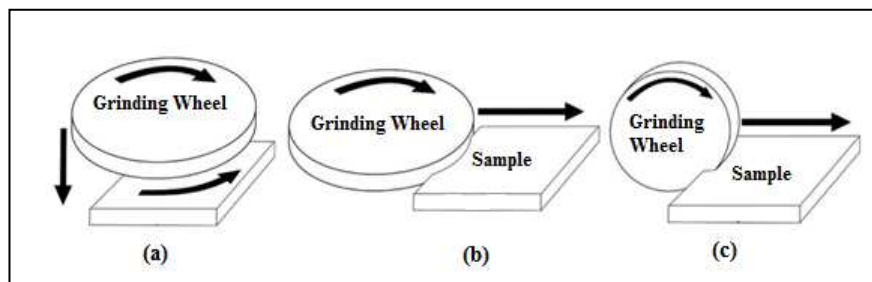 Grinding Wheel
Grinding Wheel
Sample
Grinding
Wheel
Sample
(a)
(b)
(c)